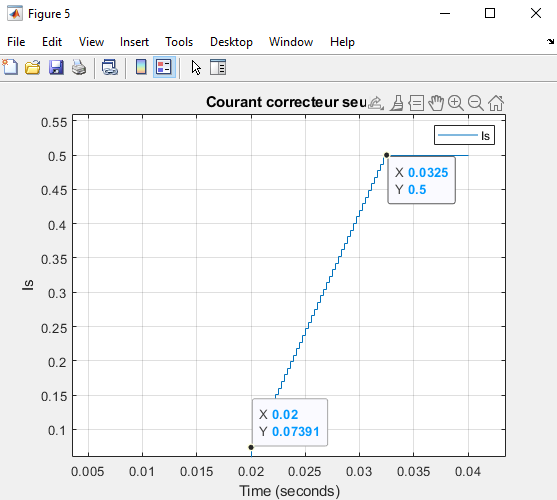 Figure 5
File Edit View Insert Tools Desktop Window Help
Courant correcteur seu
Is
0.55
0.5
0.45
0.4
0.35
0.3
0.25
0.2
0.15
0.1
Is
X 0.0325
Y 0.5
X 0.02
Y 0.07391
0.005 0.01 0.015 0.02 0.025 0.03 0.035 0.04
Time (seconds)